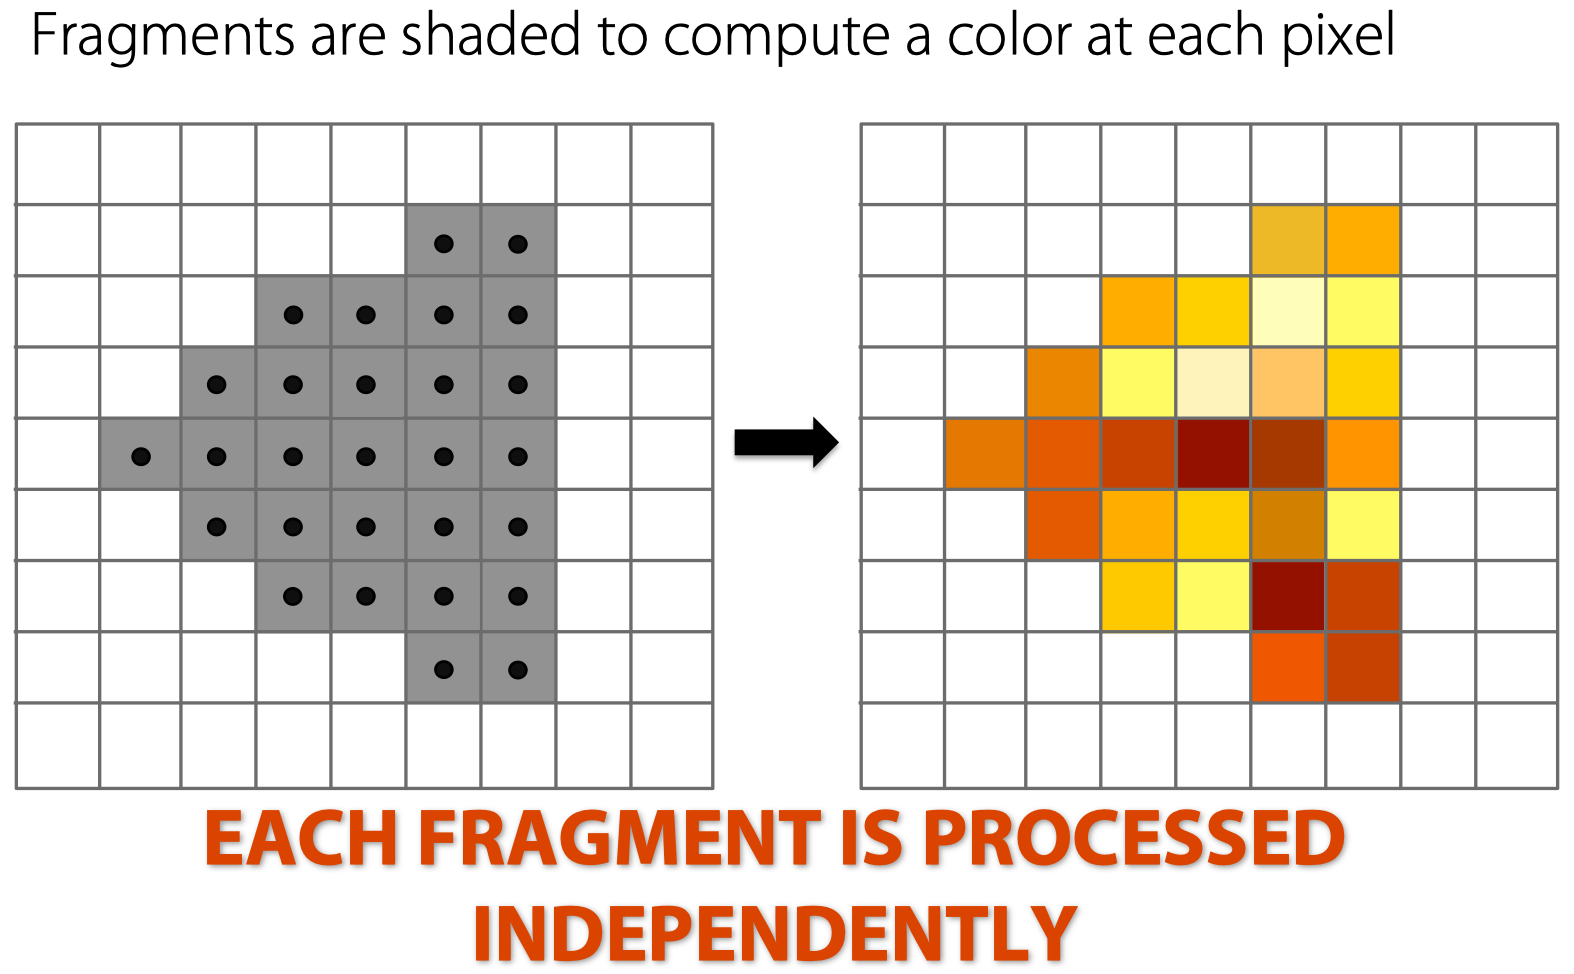 Fragments are shaded to compute a color at each pixel
EACH FRAGMENT IS PROCESSED
INDEPENDENTLY